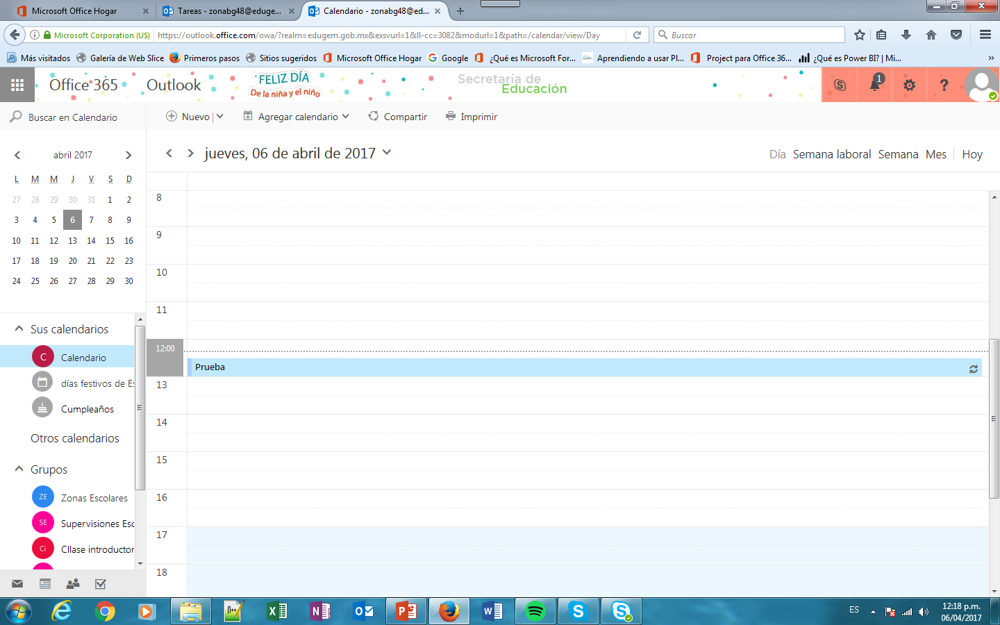 Microsoft Office Hogar
Tareas - zonabg48@eduge...
Calendario - zonabg48@ed...
Microsoft Corporation (US)
https://outlook.office.com/owa/?realm=edugem.gob.mx&exsvurl=1&ll-cc=3082&modurl=1&path=/calendar/view/Day
Buscar
Más visitados
Galería de Web Slice
Primeros pasos
Sitios sugeridos
Microsoft Office Hogar
Google
¿Qué es Microsoft For...
Aprendiendo a usar Pl...
Project para Office 36...
¿Qué es Power BI? | Mi...
Office 365
Outlook
FELIZ DÍA
De la niña y el niño
Secretaría de
Educación
1
Buscar en Calendario
Nuevo
Agregar calendario
Compartir
Imprimir
abril 2017
L M M J V S D
27 28 29 30 31 1 2
3 4 5 6 7 8 9
10 11 12 13 14 15 16
17 18 19 20 21 22 23
24 25 26 27 28 29 30
jueves, 06 de abril de 2017
Día Semana laboral Semana Mes Hoy
8
9
10
11
12:00
Prueba
13
14
15
16
17
18
Sus calendarios
C Calendario
días festivos de Es
Cumpleaños
Otros calendarios
Grupos
ZE Zonas Escolares
SE Supervisiones Esc
Ci Cllase introductor
ES
12:18 p.m.
06/04/2017